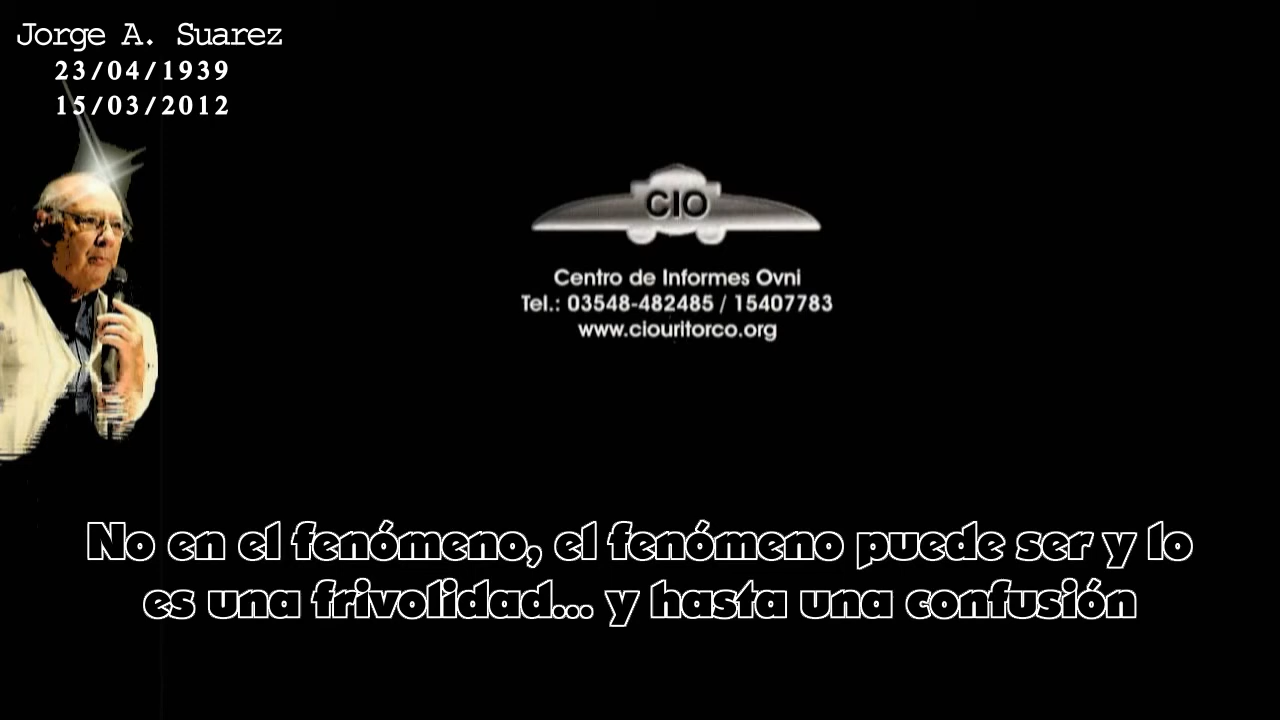 Jorge A. Suarez
23/04/1939
15/03/2012
CIO
Centro de Informes Ovni
Tel.: 03548-482485 / 15407783
www.ciouritorco.org
No en el fenómeno, el fenómeno puede ser y lo
es una frivolidad... y hasta una confusión